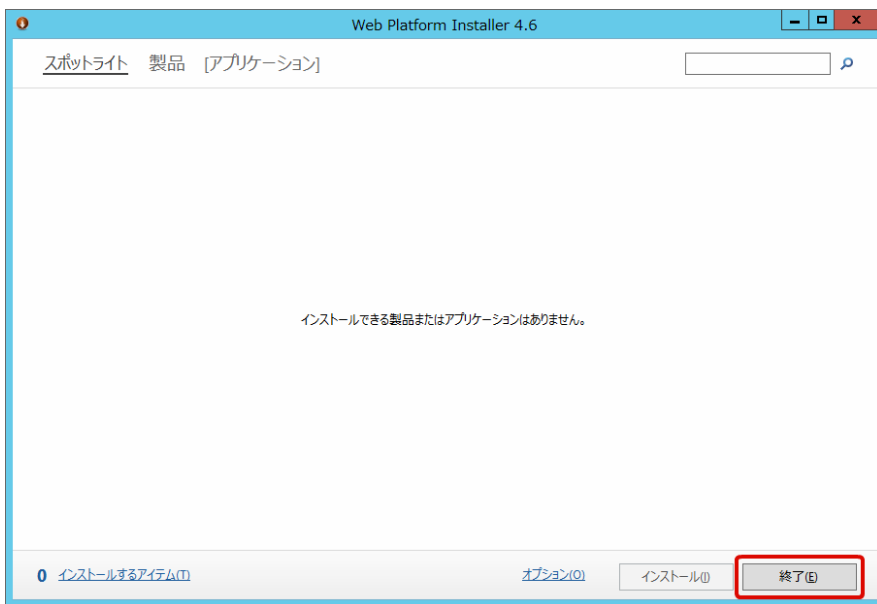 Web Platform Installer 4.6
スポットライト 製品 [アプリケーション]
インストールできる製品またはアプリケーションはありません。
0 インストールするアイテム(T) オプション(O) インストール(I) 終了(E)